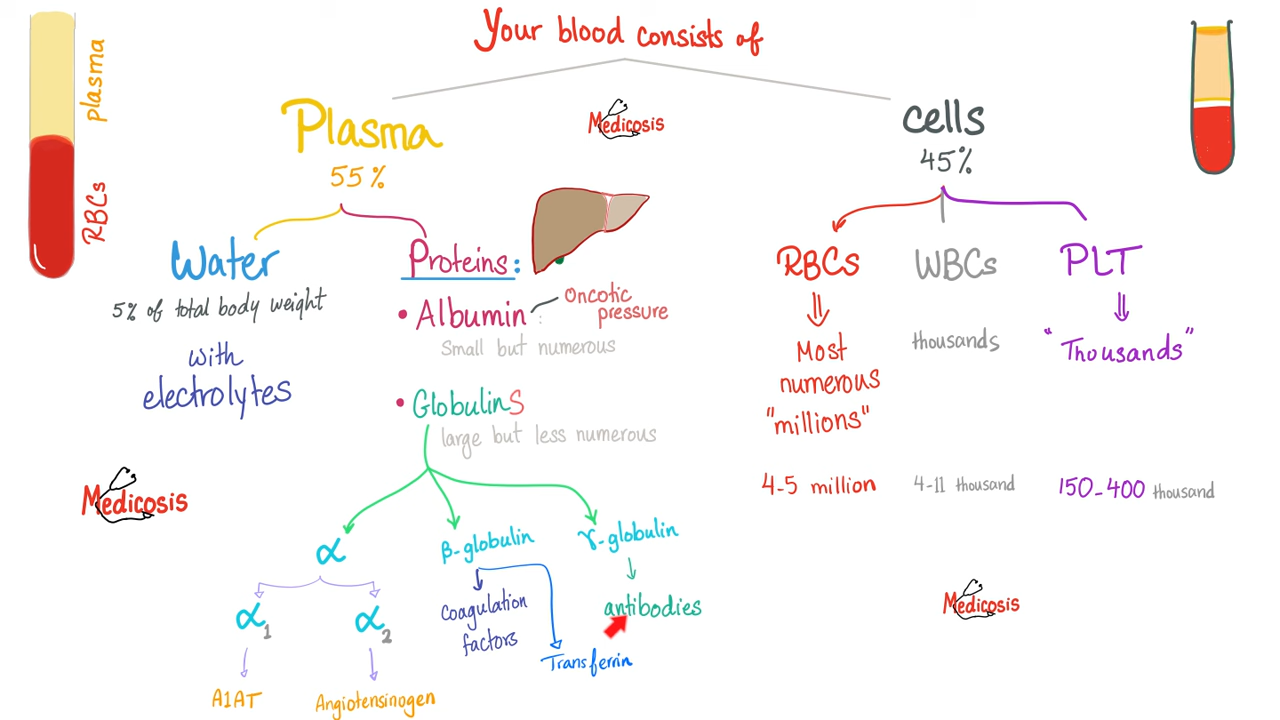 Your blood consists of
plasma
RBCs
Plasma
55%
Medicosis
cells
45%
Water
5% of total body weight
with
electrolytes
Proteins:
• Albumin
Oncotic
pressure
Small but numerous
• Globulins
large but less numerous
α
β-globulin
γ-globulin
α1
α2
Coagulation
factors
Transferrin
antibodies
A1AT
Angiotensinogen
RBCs
Most
numerous
"millions"
4-5 million
WBCs
thousands
4-11 thousand
PLT
"Thousands"
150-400 thousand
Medicosis
Medicosis